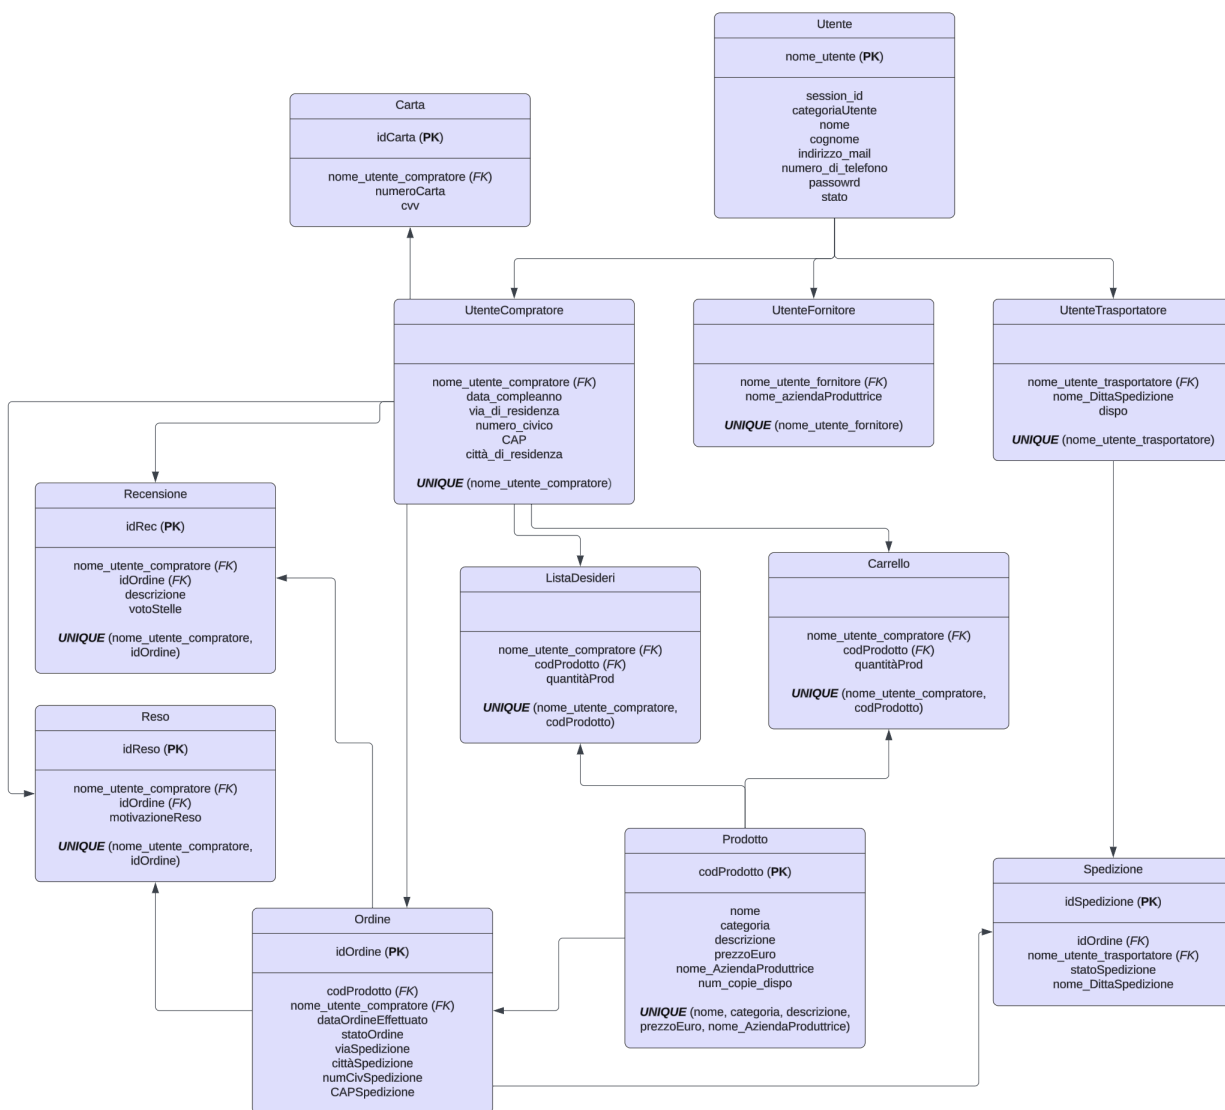 Utente
nome_utente (PK)
session_id
categoriaUtente
nome
cognome
indirizzo_mail
numero_di_telefono
passowrd
stato
Carta
idCarta (PK)
nome_utente_compratore (FK)
numeroCarta
cvv
UtenteCompratore
nome_utente_compratore (FK)
data_compleanno
via_di_residenza
numero_civico
CAP
città_di_residenza
UNIQUE (nome_utente_compratore)
UtenteFornitore
nome_utente_fornitore (FK)
nome_aziendaProduttrice
UNIQUE (nome_utente_fornitore)
UtenteTrasportatore
nome_utente_trasportatore (FK)
nome_DittaSpedizione
dispo
UNIQUE (nome_utente_trasportatore)
Recensione
idRec (PK)
nome_utente_compratore (FK)
idOrdine (FK)
descrizione
votoStelle
UNIQUE (nome_utente_compratore,
idOrdine)
ListaDesideri
nome_utente_compratore (FK)
codProdotto (FK)
quantitàProd
UNIQUE (nome_utente_compratore,
codProdotto)
Carrello
nome_utente_compratore (FK)
codProdotto (FK)
quantitàProd
UNIQUE (nome_utente_compratore,
codProdotto)
Reso
idReso (PK)
nome_utente_compratore (FK)
idOrdine (FK)
motivazioneReso
UNIQUE (nome_utente_compratore,
idOrdine)
Prodotto
codProdotto (PK)
nome
categoria
descrizione
prezzoEuro
nome_AziendaProduttrice
num_copie_dispo
UNIQUE (nome, categoria, descrizione,
prezzoEuro, nome_AziendaProduttrice)
Spedizione
idSpedizione (PK)
idOrdine (FK)
nome_utente_trasportatore (FK)
statoSpedizione
nome_DittaSpedizione
Ordine
idOrdine (PK)
codProdotto (FK)
nome_utente_compratore (FK)
dataOrdineEffettuato
statoOrdine
viaSpedizione
cittàSpedizione
numCivSpedizione
CAPSpedizione